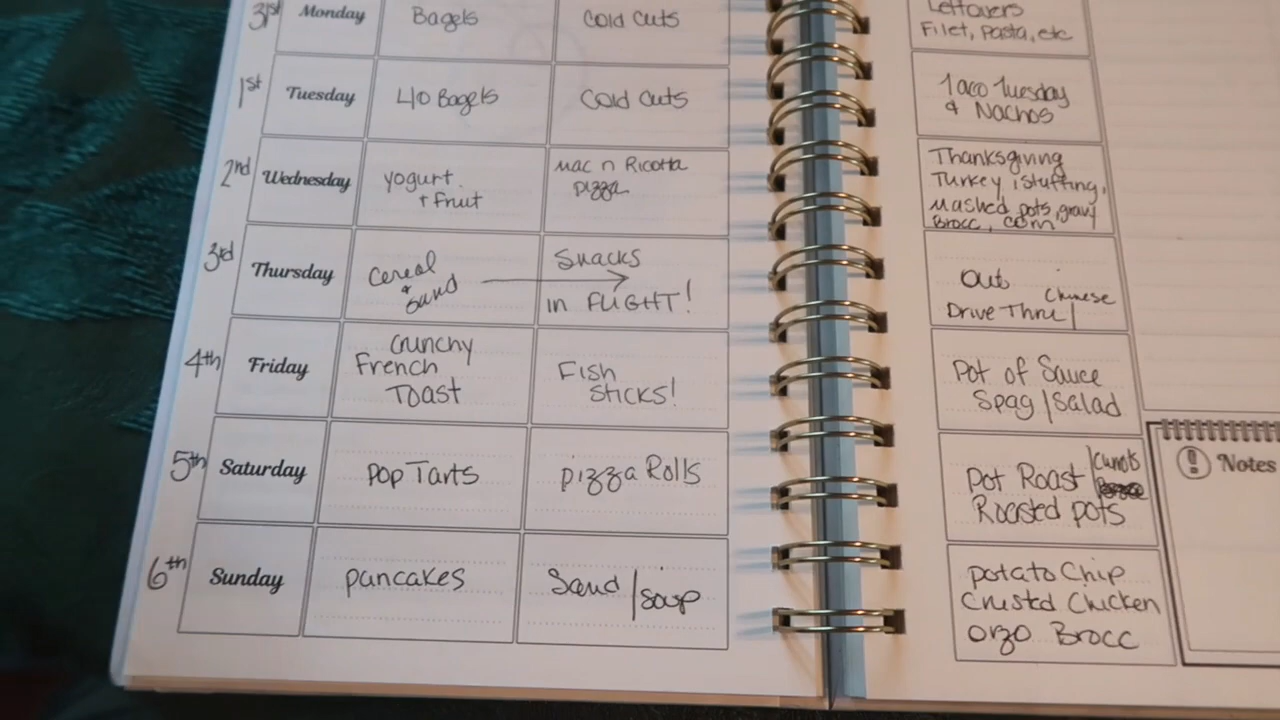 31st Monday Bagels Cold Cuts Leftovers
Filet, pasta, etc
1st Tuesday L/O Bagels Cold Cuts Taco Tuesday
& Nachos
2nd Wednesday yogurt
+ fruit
Mac n Ricotta
pizza
Thanksgiving
Turkey, stuffing,
mashed pots, gravy
Brocc, corn
3rd Thursday Cereal
+
Sand
Snacks
in FLIGHT!
Out
Drive Thru / Chinese
4th Friday Crunchy
French
Toast
Fish
Sticks!
Pot of Sauce
Spag / Salad
5th Saturday Pop Tarts Pizza Rolls Pot Roast / Carrots
Roasted pots
6th Sunday pancakes Sand / Soup potato Chip
Crusted Chicken
orzo Brocc
Notes